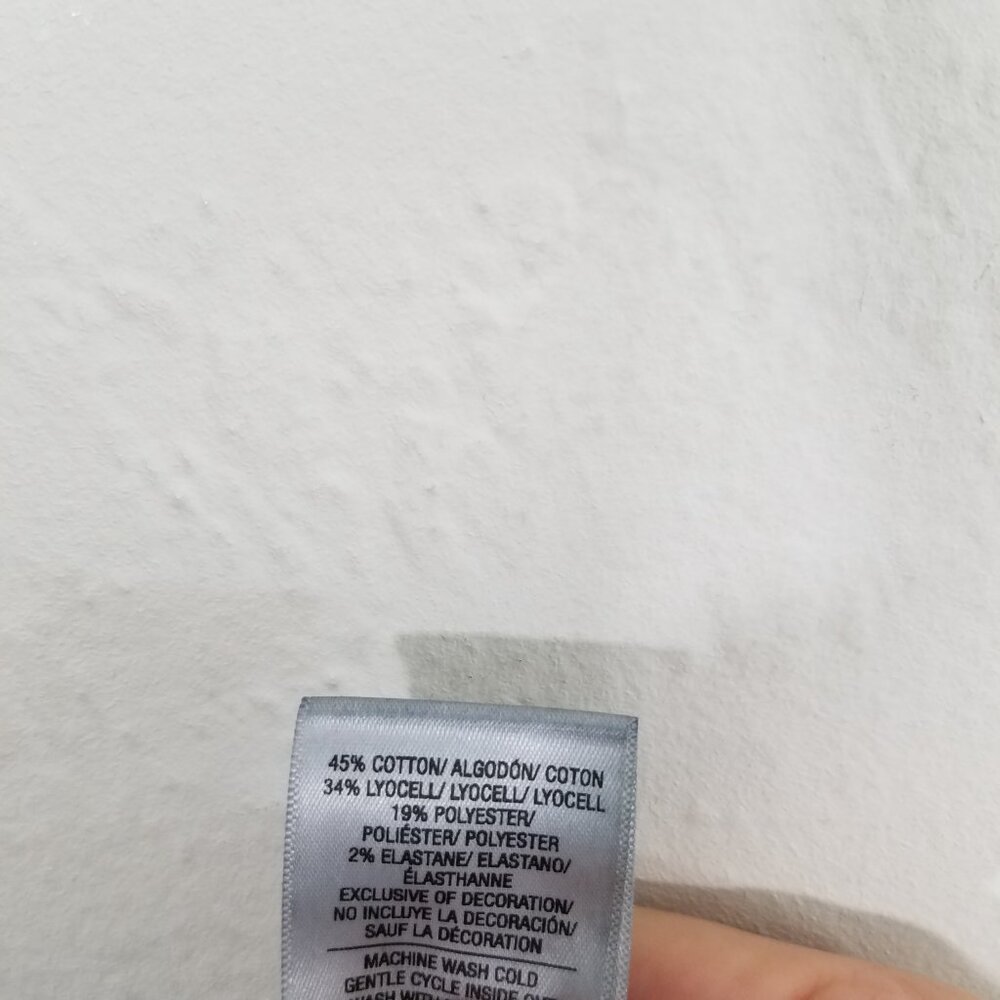 45% COTTON/ ALGODÓN/ COTON
34% LYOCELL/ LYOCELL/ LYOCELL
19% POLYESTER/
POLIÉSTER/ POLYESTER
2% ELASTANE/ ELASTANO/
ÉLASTHANNE
EXCLUSIVE OF DECORATION/
NO INCLUYE LA DECORACIÓN/
SAUF LA DÉCORATION
MACHINE WASH COLD
GENTLE CYCLE INSIDE
WASH